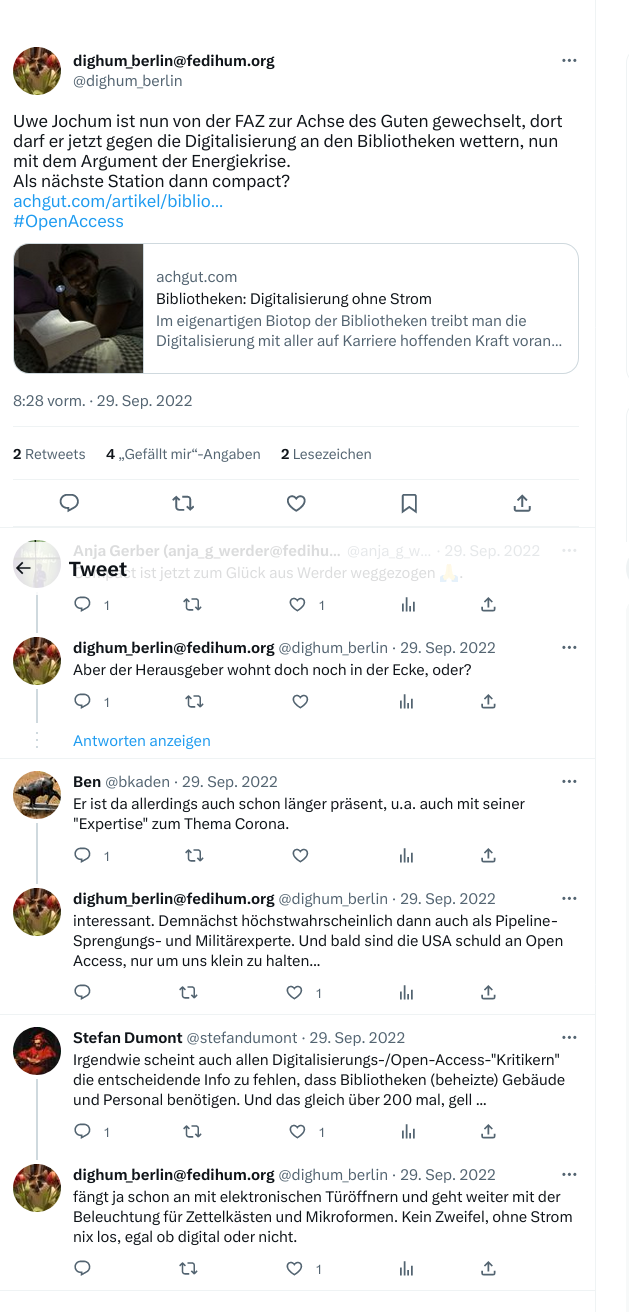 dighum_berlin@fedihum.org
@dighum_berlin
Uwe Jochum ist nun von der FAZ zur Achse des Guten gewechselt, dort
darf er jetzt gegen die Digitalisierung an den Bibliotheken wettern, nun
mit dem Argument der Energiekrise.
Als nächste Station dann compact?
achgut.com/artikel/biblio…
#OpenAccess
achgut.com
Bibliotheken: Digitalisierung ohne Strom
Im eigenartigen Biotop der Bibliotheken treibt man die
Digitalisierung mit aller auf Karriere hoffenden Kraft voran…
8:28 vorm. · 29. Sep. 2022
2 Retweets 4 „Gefällt mir“-Angaben 2 Lesezeichen
Anja Gerber (anja_g_werder@fedihu… @anja_g_w… · 29. Sep. 2022
Tweet
ist jetzt zum Glück aus Werder weggezogen 🙏.
1 1
dighum_berlin@fedihum.org @dighum_berlin · 29. Sep. 2022
Aber der Herausgeber wohnt doch noch in der Ecke, oder?
1
Antworten anzeigen
Ben @bkaden · 29. Sep. 2022
Er ist da allerdings auch schon länger präsent, u.a. auch mit seiner
"Expertise" zum Thema Corona.
1
dighum_berlin@fedihum.org @dighum_berlin · 29. Sep. 2022
interessant. Demnächst höchstwahrscheinlich dann auch als Pipeline-
Sprengungs- und Militärexperte. Und bald sind die USA schuld an Open
Access, nur um uns klein zu halten...
1
Stefan Dumont @stefandumont · 29. Sep. 2022
Irgendwie scheint auch allen Digitalisierungs-/Open-Access-"Kritikern"
die entscheidende Info zu fehlen, dass Bibliotheken (beheizte) Gebäude
und Personal benötigen. Und das gleich über 200 mal, gell ...
1 1
dighum_berlin@fedihum.org @dighum_berlin · 29. Sep. 2022
fängt ja schon an mit elektronischen Türöffnern und geht weiter mit der
Beleuchtung für Zettelkästen und Mikroformen. Kein Zweifel, ohne Strom
nix los, egal ob digital oder nicht.
1